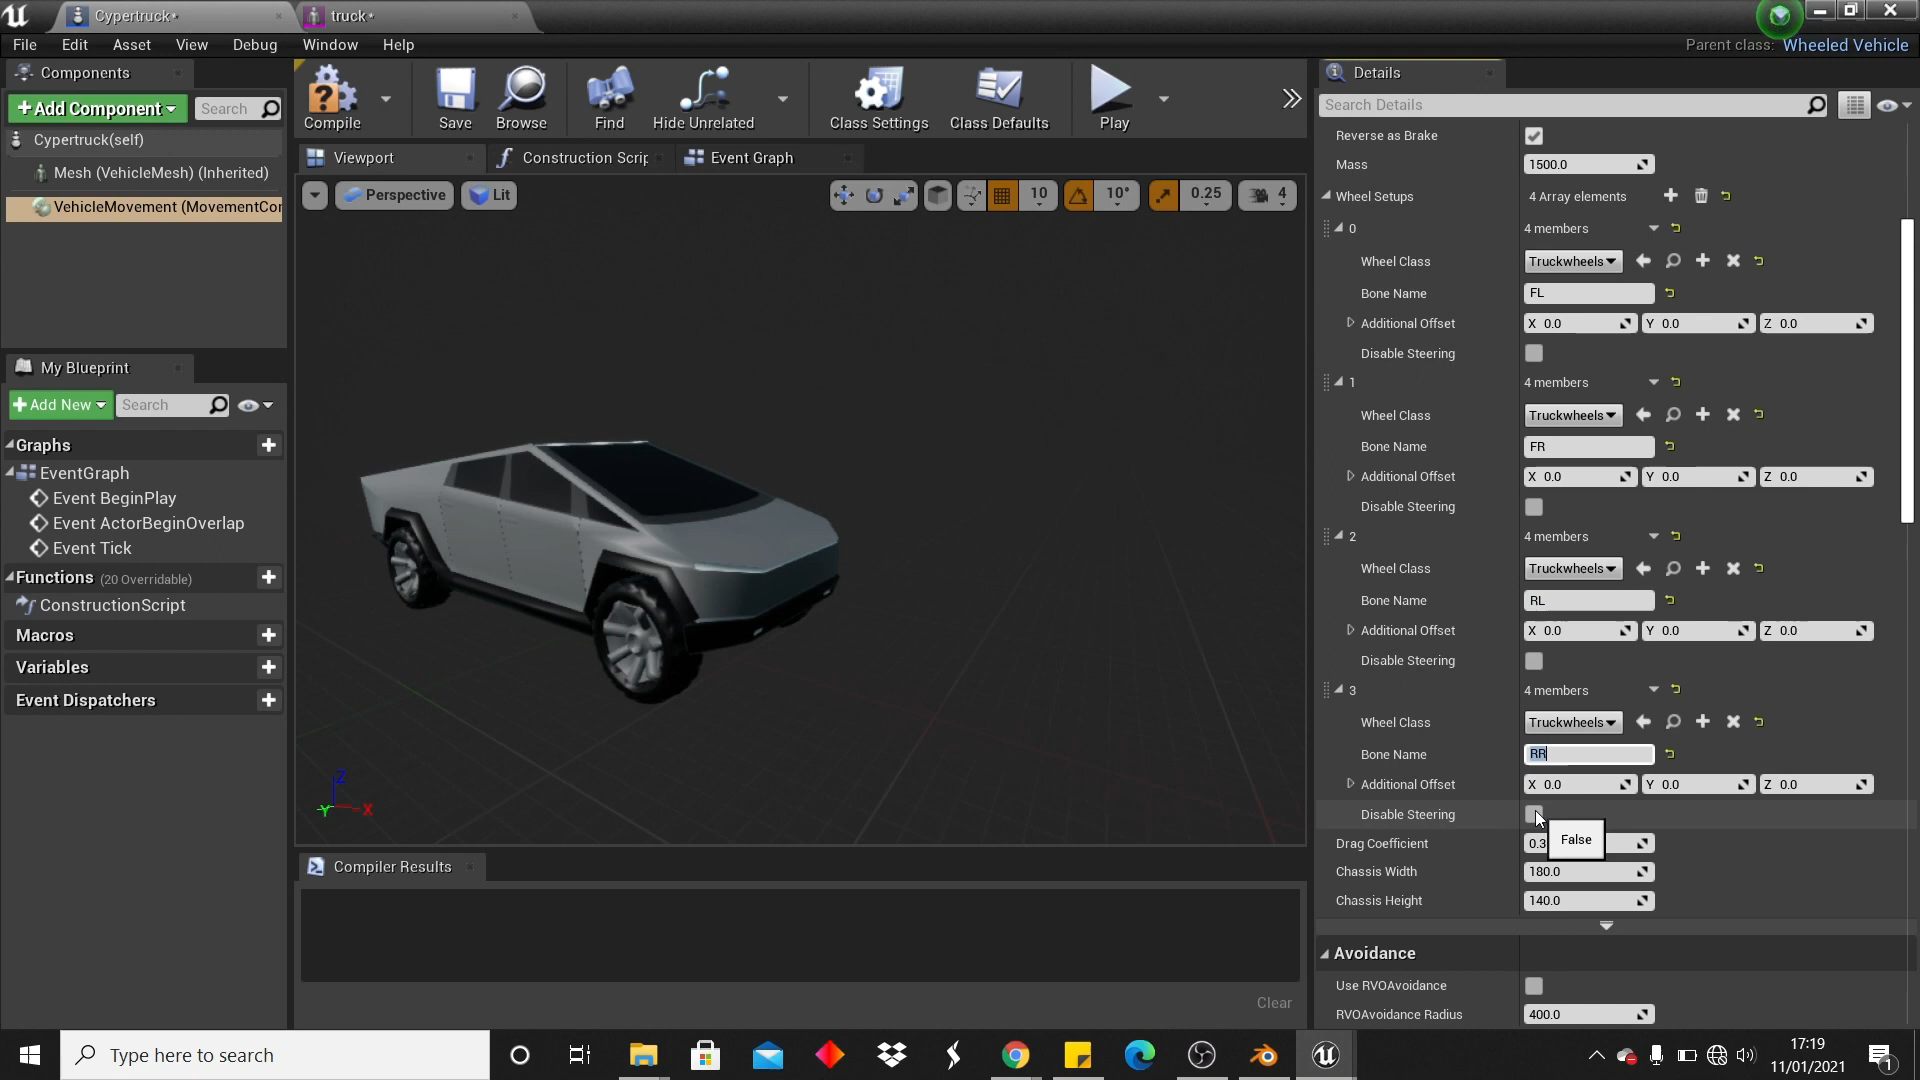 Cypertruck*
truck*
File Edit Asset View Debug Window Help
Parent class: Wheeled Vehicle
Components
Add Component
Search
Cypertruck(self)
Mesh (VehicleMesh) (Inherited)
VehicleMovement (MovementCor
Compile
Save
Browse
Find
Hide Unrelated
Class Settings
Class Defaults
Play
Viewport
Construction Scrip
Event Graph
Perspective
Lit
10
10°
0.25
4
Z
Y
X
My Blueprint
Add New
Search
Graphs
EventGraph
Event BeginPlay
Event ActorBeginOverlap
Event Tick
Functions (20 Overridable)
ConstructionScript
Macros
Variables
Event Dispatchers
Compiler Results
Clear
Details
Search Details
Reverse as Brake
Mass 1500.0
Wheel Setups 4 Array elements
0 4 members
Wheel Class Truckwheels
Bone Name FL
Additional Offset X 0.0 Y 0.0 Z 0.0
Disable Steering
1 4 members
Wheel Class Truckwheels
Bone Name FR
Additional Offset X 0.0 Y 0.0 Z 0.0
Disable Steering
2 4 members
Wheel Class Truckwheels
Bone Name RL
Additional Offset X 0.0 Y 0.0 Z 0.0
Disable Steering
3 4 members
Wheel Class Truckwheels
Bone Name RR
Additional Offset X 0.0 Y 0.0 Z 0.0
Disable Steering
False
Drag Coefficient 0.3
Chassis Width 180.0
Chassis Height 140.0
Avoidance
Use RVOAvoidance
RVOAvoidance Radius 400.0
Type here to search
17:19
11/01/2021
1